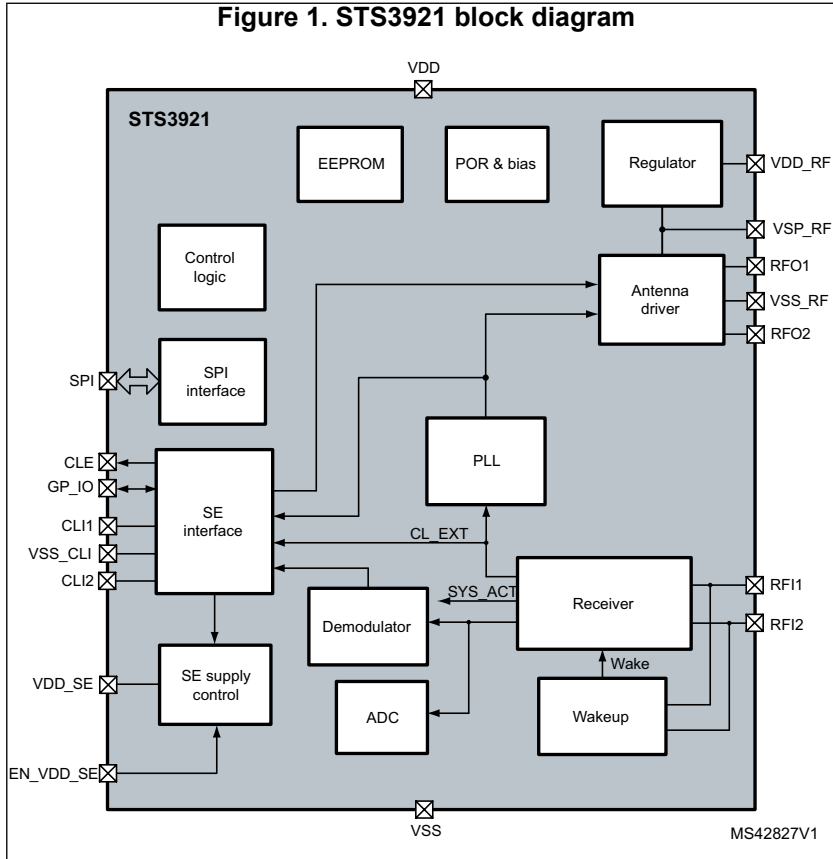 Figure 1. STS3921 block diagram
VDD
STS3921
EEPROM
POR & bias
Regulator
VDD_RF
VSP_RF
Control
logic
Antenna
driver
RFO1
VSS_RF
RFO2
SPI
SPI
interface
PLL
CLE
GP_IO
CLI1
VSS_CLI
CLI2
SE
interface
CL_EXT
SYS_ACT
Receiver
RFI1
RFI2
Demodulator
Wake
VDD_SE
SE supply
control
ADC
Wakeup
EN_VDD_SE
VSS
MS42827V1